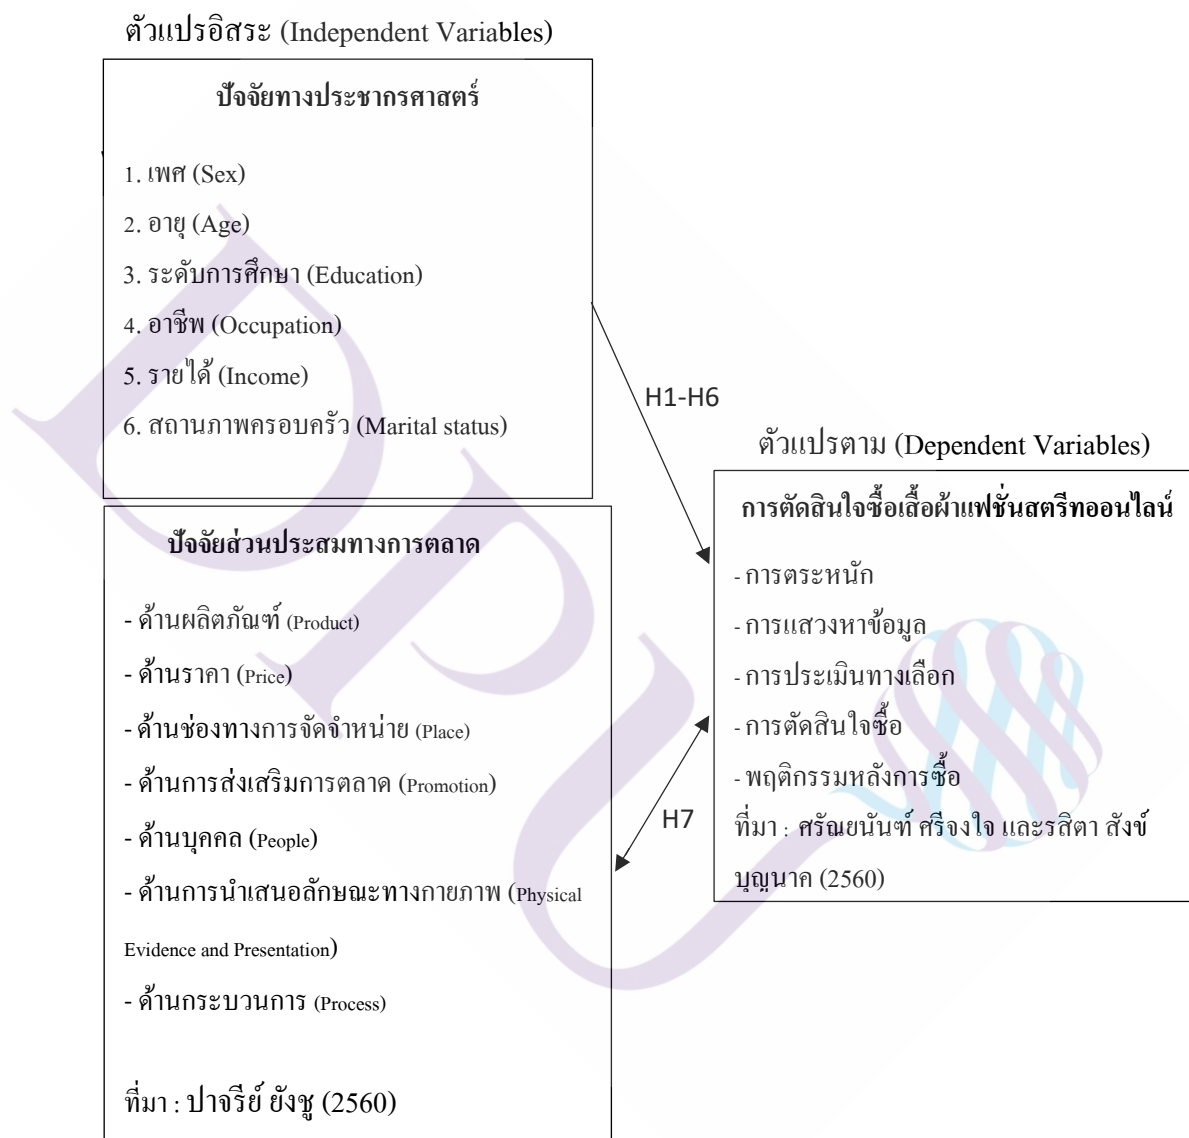 ตัวแปรอิสระ (Independent Variables)
ปัจจัยทางประชากรศาสตร์
1. เพศ (Sex)
2. อายุ (Age)
3. ระดับการศึกษา (Education)
4. อาชีพ (Occupation)
5. รายได้ (Income)
6. สถานภาพครอบครัว (Marital status)
H1-H6
ปัจจัยส่วนประสมทางการตลาด
- ด้านผลิตภัณฑ์ (Product)
- ด้านราคา (Price)
- ด้านช่องทางการจัดจำหน่าย (Place)
- ด้านการส่งเสริมการตลาด (Promotion)
- ด้านบุคคล (People)
- ด้านการนำเสนอลักษณะทางกายภาพ (Physical
Evidence and Presentation)
- ด้านกระบวนการ (Process)
ที่มา : ปาจรีย์ ยังชู (2560)
H7
ตัวแปรตาม (Dependent Variables)
การตัดสินใจซื้อเสื้อผ้าแฟชั่นสตรีทออนไลน์
- การตระหนัก
- การแสวงหาข้อมูล
- การประเมินทางเลือก
- การตัดสินใจซื้อ
- พฤติกรรมหลังการซื้อ
ที่มา : ศรัณยนันท์ ศรีจงใจ และรสิตา สังข์
บุญนาค (2560)
DPU